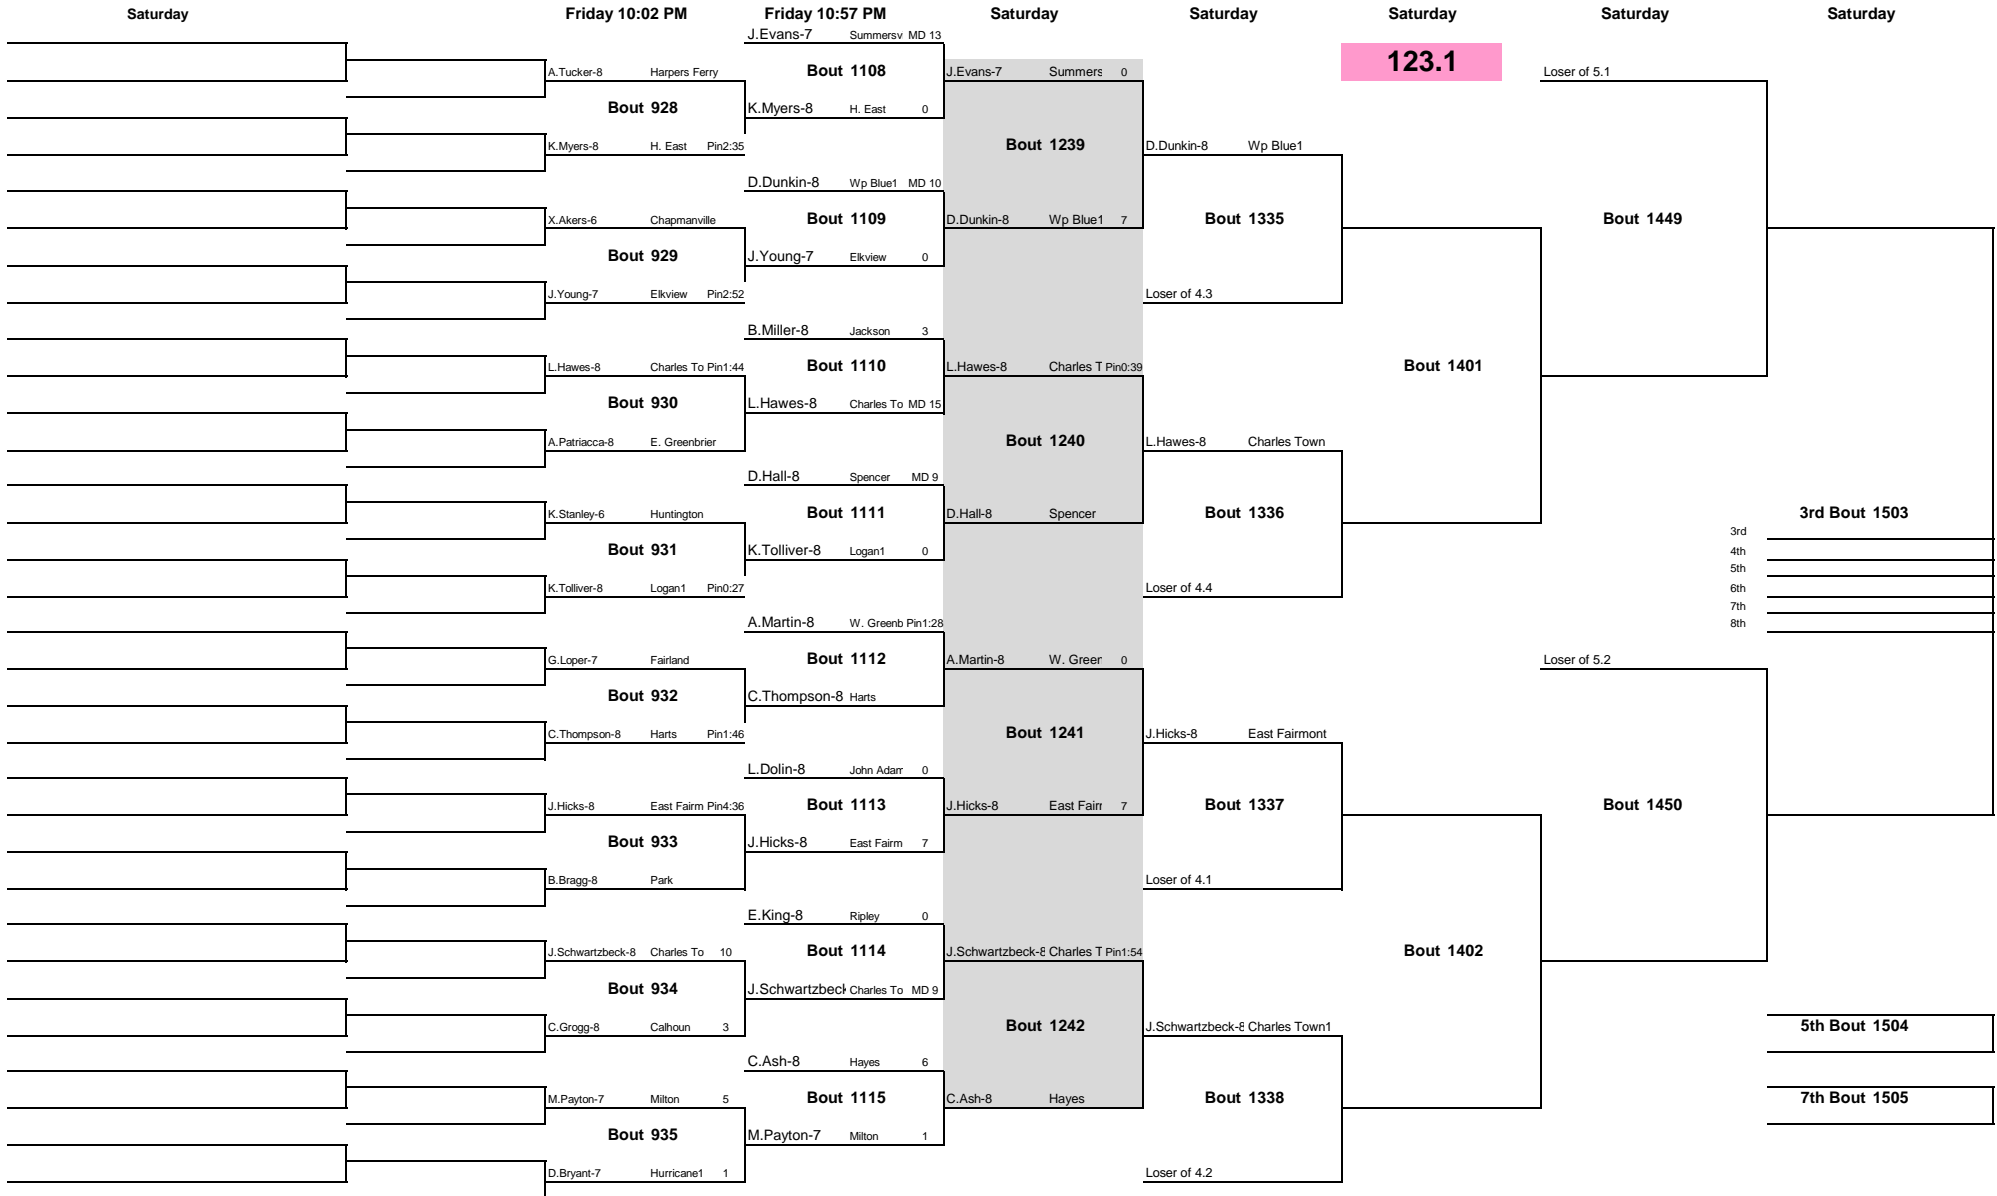 Saturday Friday 10:02 PM Friday 10:57 PM Saturday Saturday Saturday Saturday Saturday
J.Evans-7 Summersv MD 13
123.1
A.Tucker-8 Harpers Ferry Bout 1108 J.Evans-7 Summers 0 Loser of 5.1
Bout 928 K.Myers-8 H. East 0
K.Myers-8 H. East Pin2:35 Bout 1239 D.Dunkin-8 Wp Blue1
D.Dunkin-8 Wp Blue1 MD 10
X.Akers-6 Chapmanville Bout 1109 D.Dunkin-8 Wp Blue1 7 Bout 1335 Bout 1449
Bout 929 J.Young-7 Elkview 0
J.Young-7 Elkview Pin2:52 Loser of 4.3
B.Miller-8 Jackson 3
L.Hawes-8 Charles To Pin1:44 Bout 1110 L.Hawes-8 Charles T Pin0:39 Bout 1401
Bout 930 L.Hawes-8 Charles To MD 15
A.Patriacca-8 E. Greenbrier Bout 1240 L.Hawes-8 Charles Town
D.Hall-8 Spencer MD 9
K.Stanley-6 Huntington Bout 1111 D.Hall-8 Spencer Bout 1336 3rd Bout 1503
3rd
Bout 931 K.Tolliver-8 Logan1 0 4th
5th
K.Tolliver-8 Logan1 Pin0:27 Loser of 4.4 6th
7th
A.Martin-8 W. Greenb Pin1:28 8th
G.Loper-7 Fairland Bout 1112 A.Martin-8 W. Green 0 Loser of 5.2
Bout 932 C.Thompson-8 Harts
C.Thompson-8 Harts Pin1:46 Bout 1241 J.Hicks-8 East Fairmont
L.Dolin-8 John Adam 0
J.Hicks-8 East Fairm Pin4:36 Bout 1113 J.Hicks-8 East Fairr 7 Bout 1337 Bout 1450
Bout 933 J.Hicks-8 East Fairm 7
B.Bragg-8 Park Loser of 4.1
E.King-8 Ripley 0
J.Schwartzbeck-8 Charles To 10 Bout 1114 J.Schwartzbeck-8 Charles T Pin1:54 Bout 1402
Bout 934 J.Schwartzbeck Charles To MD 9
C.Grogg-8 Calhoun 3 Bout 1242 J.Schwartzbeck-8 Charles Town1 5th Bout 1504
C.Ash-8 Hayes 6
M.Payton-7 Milton 5 Bout 1115 C.Ash-8 Hayes Bout 1338 7th Bout 1505
Bout 935 M.Payton-7 Milton 1
D.Bryant-7 Hurricane1 1 Loser of 4.2